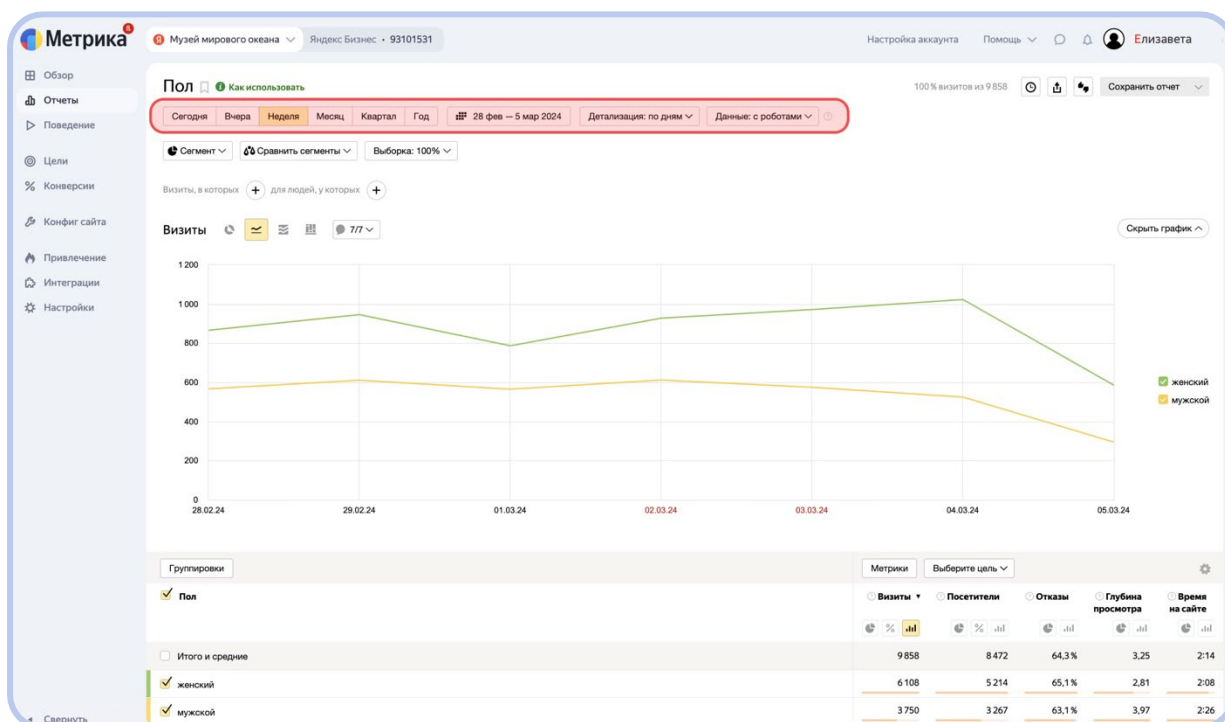 Метрика β
Музей мирового океана Яндекс Бизнес • 93101531 Настройка аккаунта Помощь Елизавета
Обзор
Отчеты
Поведение
Цели
Конверсии
Конфиг сайта
Привлечение
Интеграции
Настройки
Свернуть
Пол Как использовать 100 % визитов из 9 858 Сохранить отчет
Сегодня Вчера Неделя Месяц Квартал Год 28 фев — 5 мар 2024 Детализация: по дням Данные: с роботами
Сегмент Сравнить сегменты Выборка: 100%
Визиты, в которых + для людей, у которых +
Визиты 7/7 Скрыть график
1 200
1 000
800
600
400
200
0
28.02.24 29.02.24 01.03.24 02.03.24 03.03.24 04.03.24 05.03.24
женский
мужской
Группировки Метрики Выберите цель
Пол Визиты ▼ Посетители Отказы Глубина просмотра Время на сайте
% %
Итого и средние 9 858 8 472 64,3 % 3,25 2:14
женский 6 108 5 214 65,1 % 2,81 2:08
мужской 3 750 3 267 63,1 % 3,97 2:26